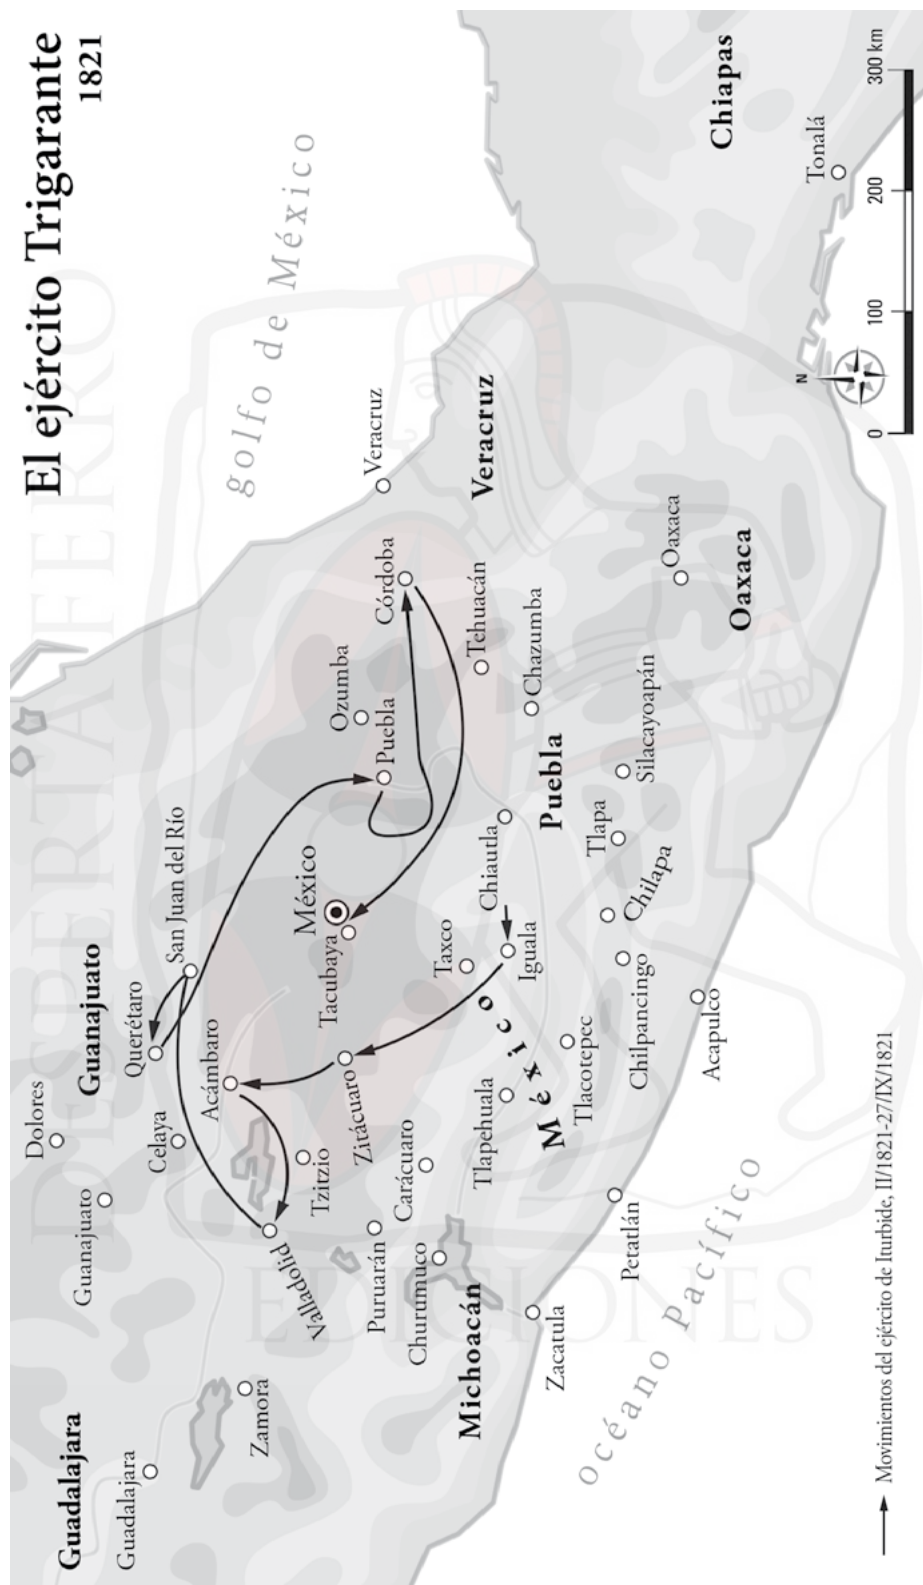 El ejército Trigarante
1821
golfo de México
Guadalajara
Guadalajara
Zamora
Guanajuato
Dolores
Guanajuato
Celaya
Querétaro
San Juan del Río
Acámbaro
Valladolid
Tzitzio
Zitácuaro
Puruarán
Carácuaro
Churumuco
Michoacán
Zacatula
México
Tacubaya
Taxco
Iguala
Chiautla
México
Tlapehuala
Tlacotepec
Chilpancingo
Chilapa
Tlapa
Silacayoapán
Petatlán
Acapulco
Ozumba
Puebla
Puebla
Córdoba
Tehuacán
Chazumba
Veracruz
Veracruz
Oaxaca
Oaxaca
Chiapas
Tonalá
océano Pacífico
N
0 100 200 300 km
Movimientos del ejército de Iturbide, II/1821-27/IX/1821
DESPERTA FERRO
EDICIONES